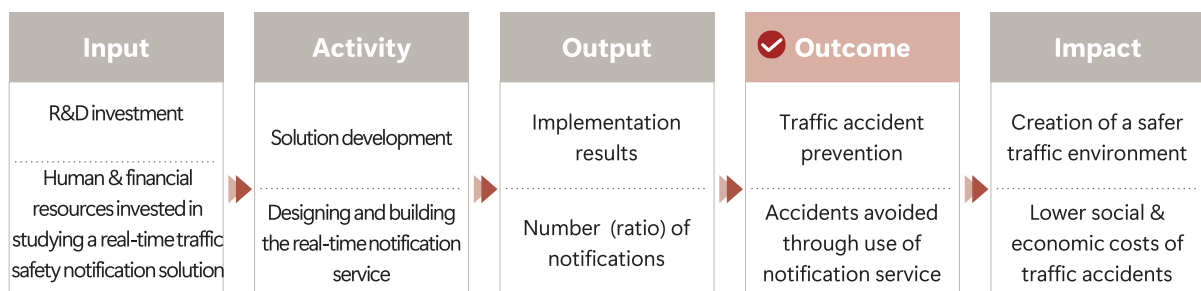 Input
R&D investment
Human & financial
resources invested in
studying a real-time traffic
safety notification solution
Activity
Solution development
Designing and building
the real-time notification
service
Output
Implementation
results
Number (ratio) of
notifications
Outcome
Traffic accident
prevention
Accidents avoided
through use of
notification service
Impact
Creation of a safer
traffic environment
Lower social &
economic costs of
traffic accidents